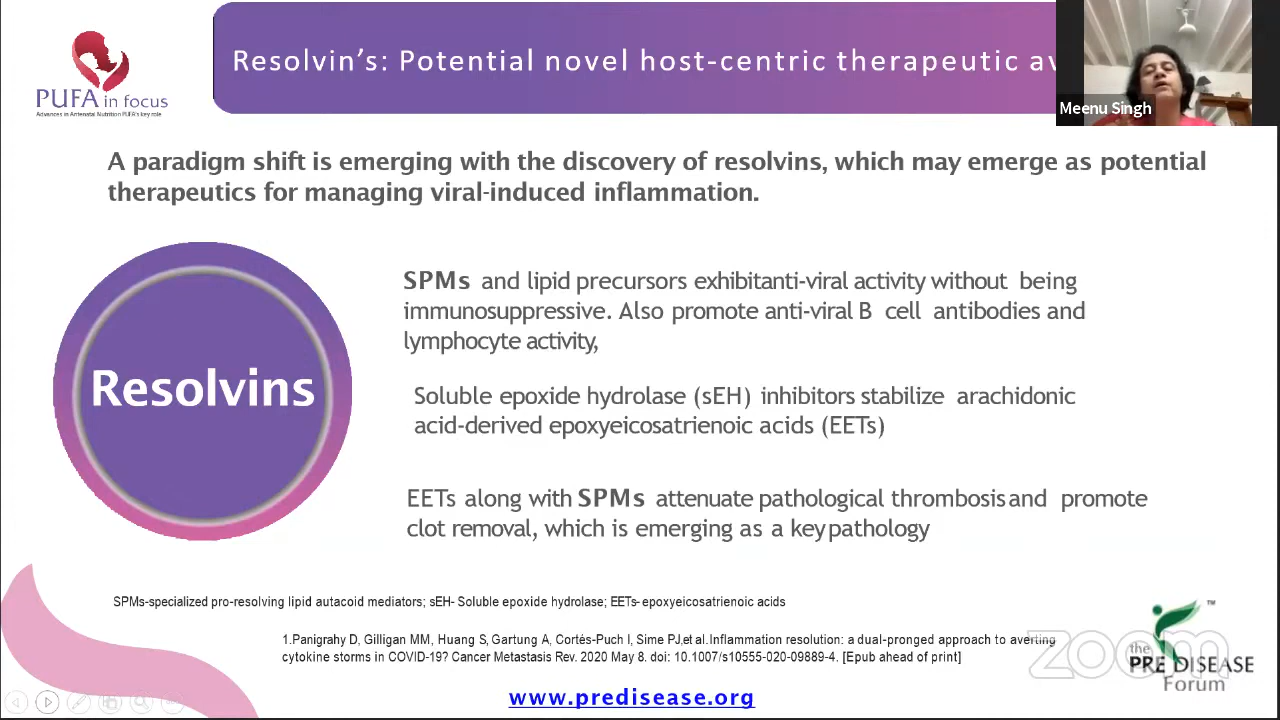 Resolvin's: Potential novel host-centric therapeutic av
Meenu Singh
PUFA in focus
Advances in Antenatal Nutrition PUFA's key role
A paradigm shift is emerging with the discovery of resolvins, which may emerge as potential
therapeutics for managing viral-induced inflammation.
Resolvins
SPMs and lipid precursors exhibitanti-viral activity without being
immunosuppressive. Also promote anti-viral B cell antibodies and
lymphocyte activity,
Soluble epoxide hydrolase (sEH) inhibitors stabilize arachidonic
acid-derived epoxyeicosatrienoic acids (EETs)
EETs along with SPMs attenuate pathological thrombosis and promote
clot removal, which is emerging as a key pathology
SPMs-specialized pro-resolving lipid autacoid mediators; sEH- Soluble epoxide hydrolase; EETs- epoxyeicosatrienoic acids
1.Panigrahy D, Gilligan MM, Huang S, Gartung A, Cortés-Puch I, Sime PJ,et al.Inflammation resolution: a dual-pronged approach to averting
cytokine storms in COVID-19? Cancer Metastasis Rev. 2020 May 8. doi: 10.1007/s10555-020-09889-4. [Epub ahead of print]
www.predisease.org
zoom
TM
the
PRE DISEASE
Forum